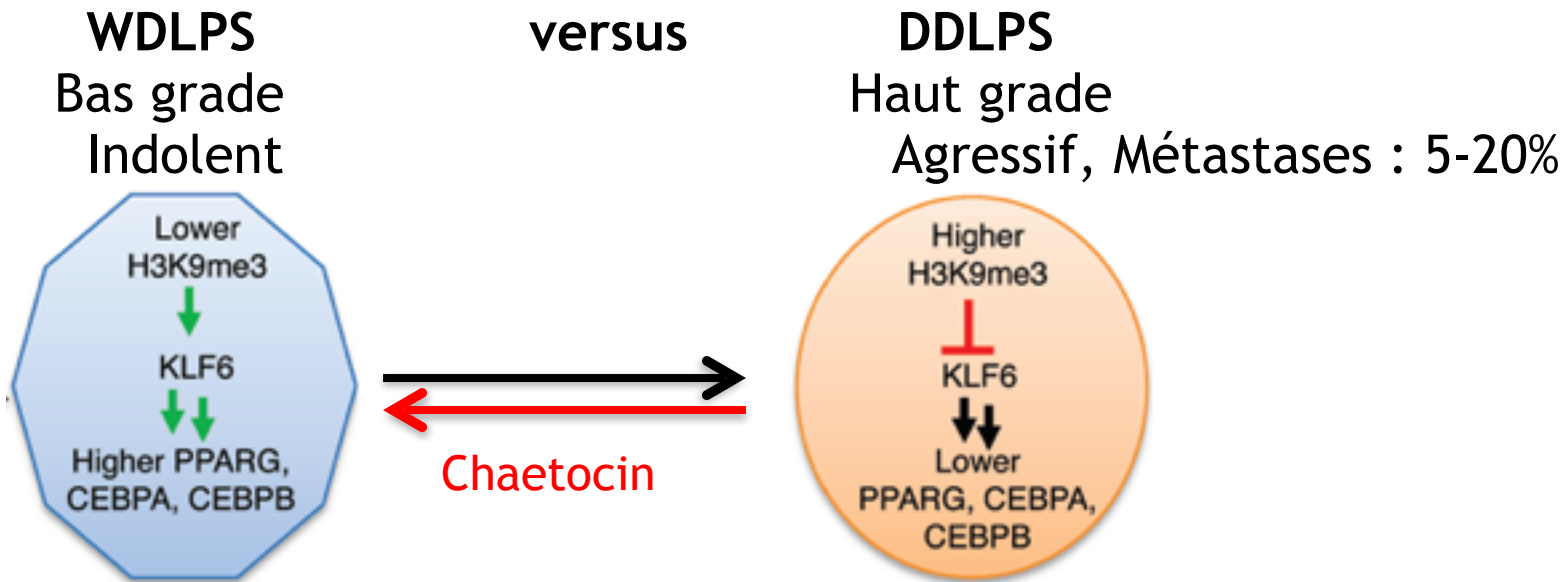 WDLPS versus DDLPS
Bas grade
Indolent
Haut grade
Agressif, Métastases : 5-20%
Lower
H3K9me3
KLF6
Higher PPARG,
CEBPA, CEBPB
Chaetocin
Higher
H3K9me3
KLF6
Lower
PPARG, CEBPA,
CEBPB